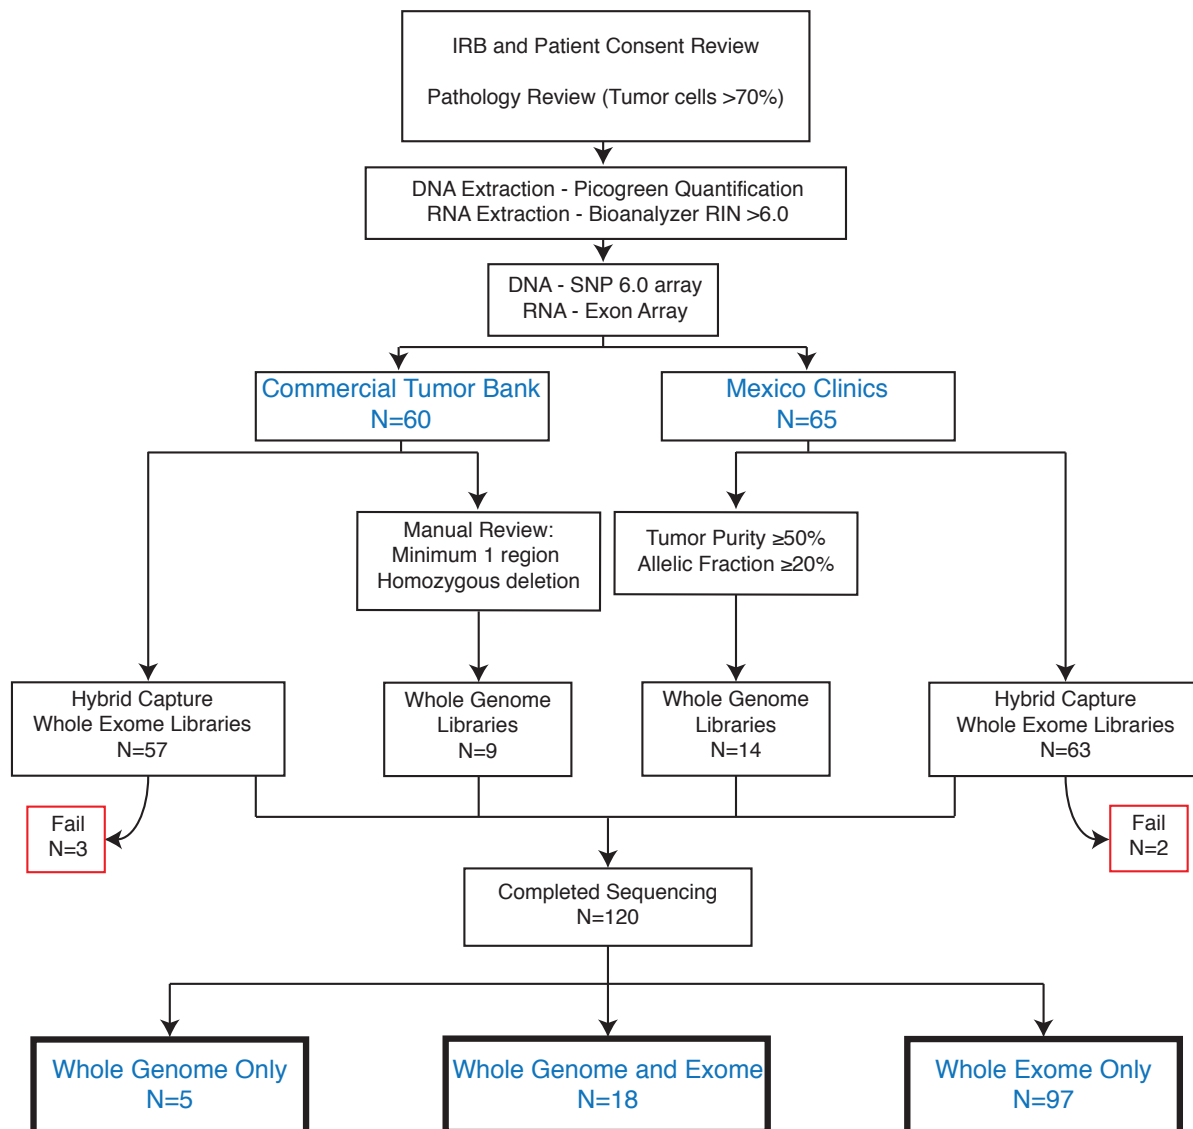 IRB and Patient Consent Review
Pathology Review (Tumor cells >70%)
DNA Extraction - Picogreen Quantification
RNA Extraction - Bioanalyzer RIN >6.0
DNA - SNP 6.0 array
RNA - Exon Array
Commercial Tumor Bank
N=60
Mexico Clinics
N=65
Manual Review:
Minimum 1 region
Homozygous deletion
Tumor Purity ≥50%
Allelic Fraction ≥20%
Hybrid Capture
Whole Exome Libraries
N=57
Whole Genome
Libraries
N=9
Whole Genome
Libraries
N=14
Hybrid Capture
Whole Exome Libraries
N=63
Fail
N=3
Fail
N=2
Completed Sequencing
N=120
Whole Genome Only
N=5
Whole Genome and Exome
N=18
Whole Exome Only
N=97